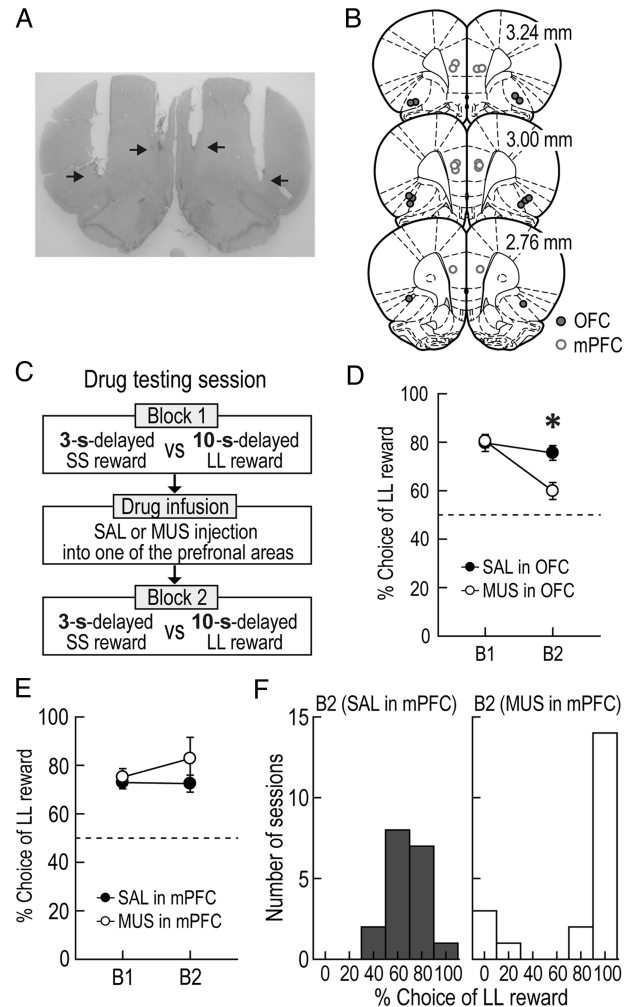 A
B
3.24 mm
3.00 mm
2.76 mm
OFC
mPFC
C
Drug testing session
Block 1
3-s-delayed vs 10-s-delayed
SS reward LL reward
Drug infusion
SAL or MUS injection
into one of the prefronal areas
Block 2
3-s-delayed vs 10-s-delayed
SS reward LL reward
D
% Choice of LL reward
100
80
60
40
20
0
*
SAL in OFC
MUS in OFC
B1 B2
E
% Choice of LL reward
100
80
60
40
20
0
SAL in mPFC
MUS in mPFC
B1 B2
F
B2 (SAL in mPFC) B2 (MUS in mPFC)
Number of sessions
15
10
5
0
0 20 40 60 80 100 0 20 40 60 80 100
% Choice of LL reward